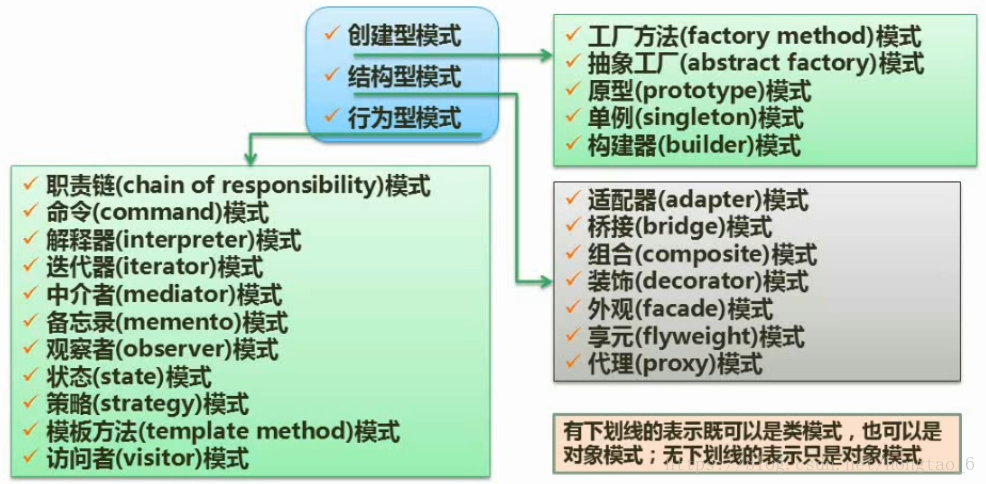 创建型模式
结构型模式
行为型模式
工厂方法(factory method)模式
抽象工厂(abstract factory)模式
原型(prototype)模式
单例(singleton)模式
构建器(builder)模式
职责链(chain of responsibility)模式
命令(command)模式
解释器(interpreter)模式
迭代器(iterator)模式
中介者(mediator)模式
备忘录(memento)模式
观察者(observer)模式
状态(state)模式
策略(strategy)模式
模板方法(template method)模式
访问者(visitor)模式
适配器(adapter)模式
桥接(bridge)模式
组合(composite)模式
装饰(decorator)模式
外观(facade)模式
享元(flyweight)模式
代理(proxy)模式
有下划线的表示既可以是类模式，也可以是
对象模式；无下划线的表示只是对象模式